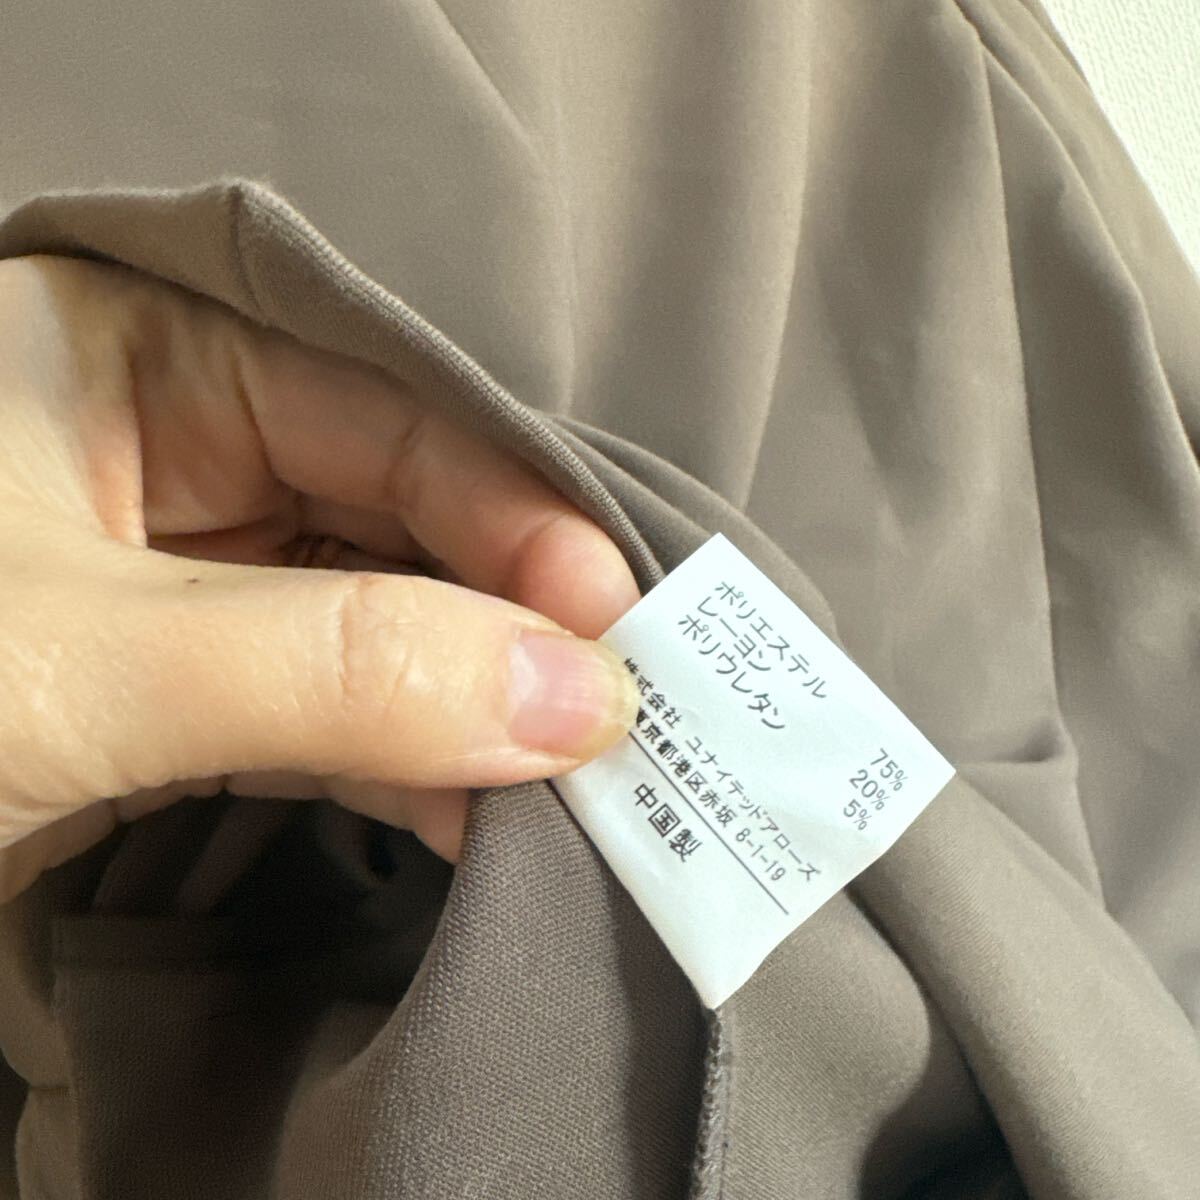 ポリエステル 75%
レーヨン 20%
ポリウレタン 5%
株式会社 ユナイテッドアローズ
東京都港区赤坂 8-1-19
中国製